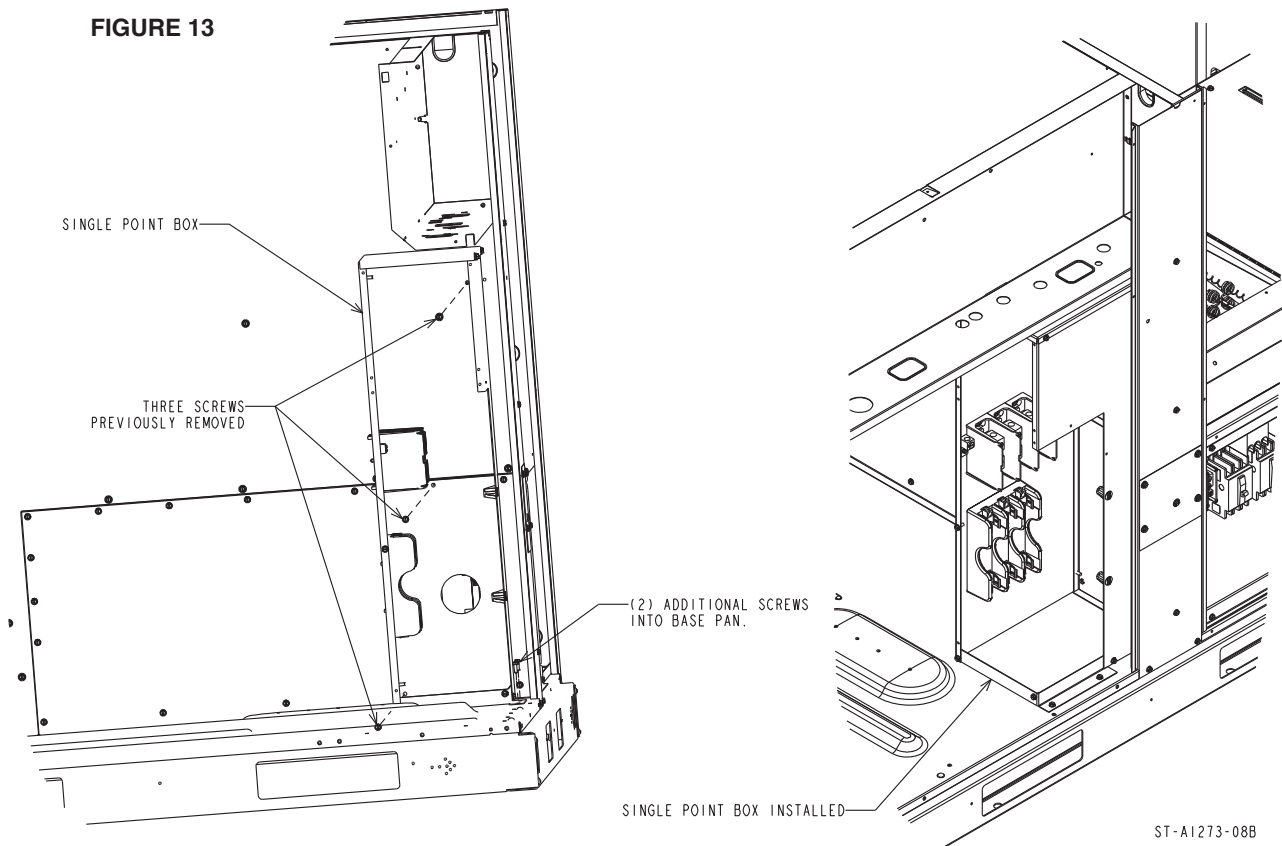 FIGURE 13
SINGLE POINT BOX
THREE SCREWS
PREVIOUSLY REMOVED
(2) ADDITIONAL SCREWS
INTO BASE PAN.
SINGLE POINT BOX INSTALLED
ST-A1273-08B